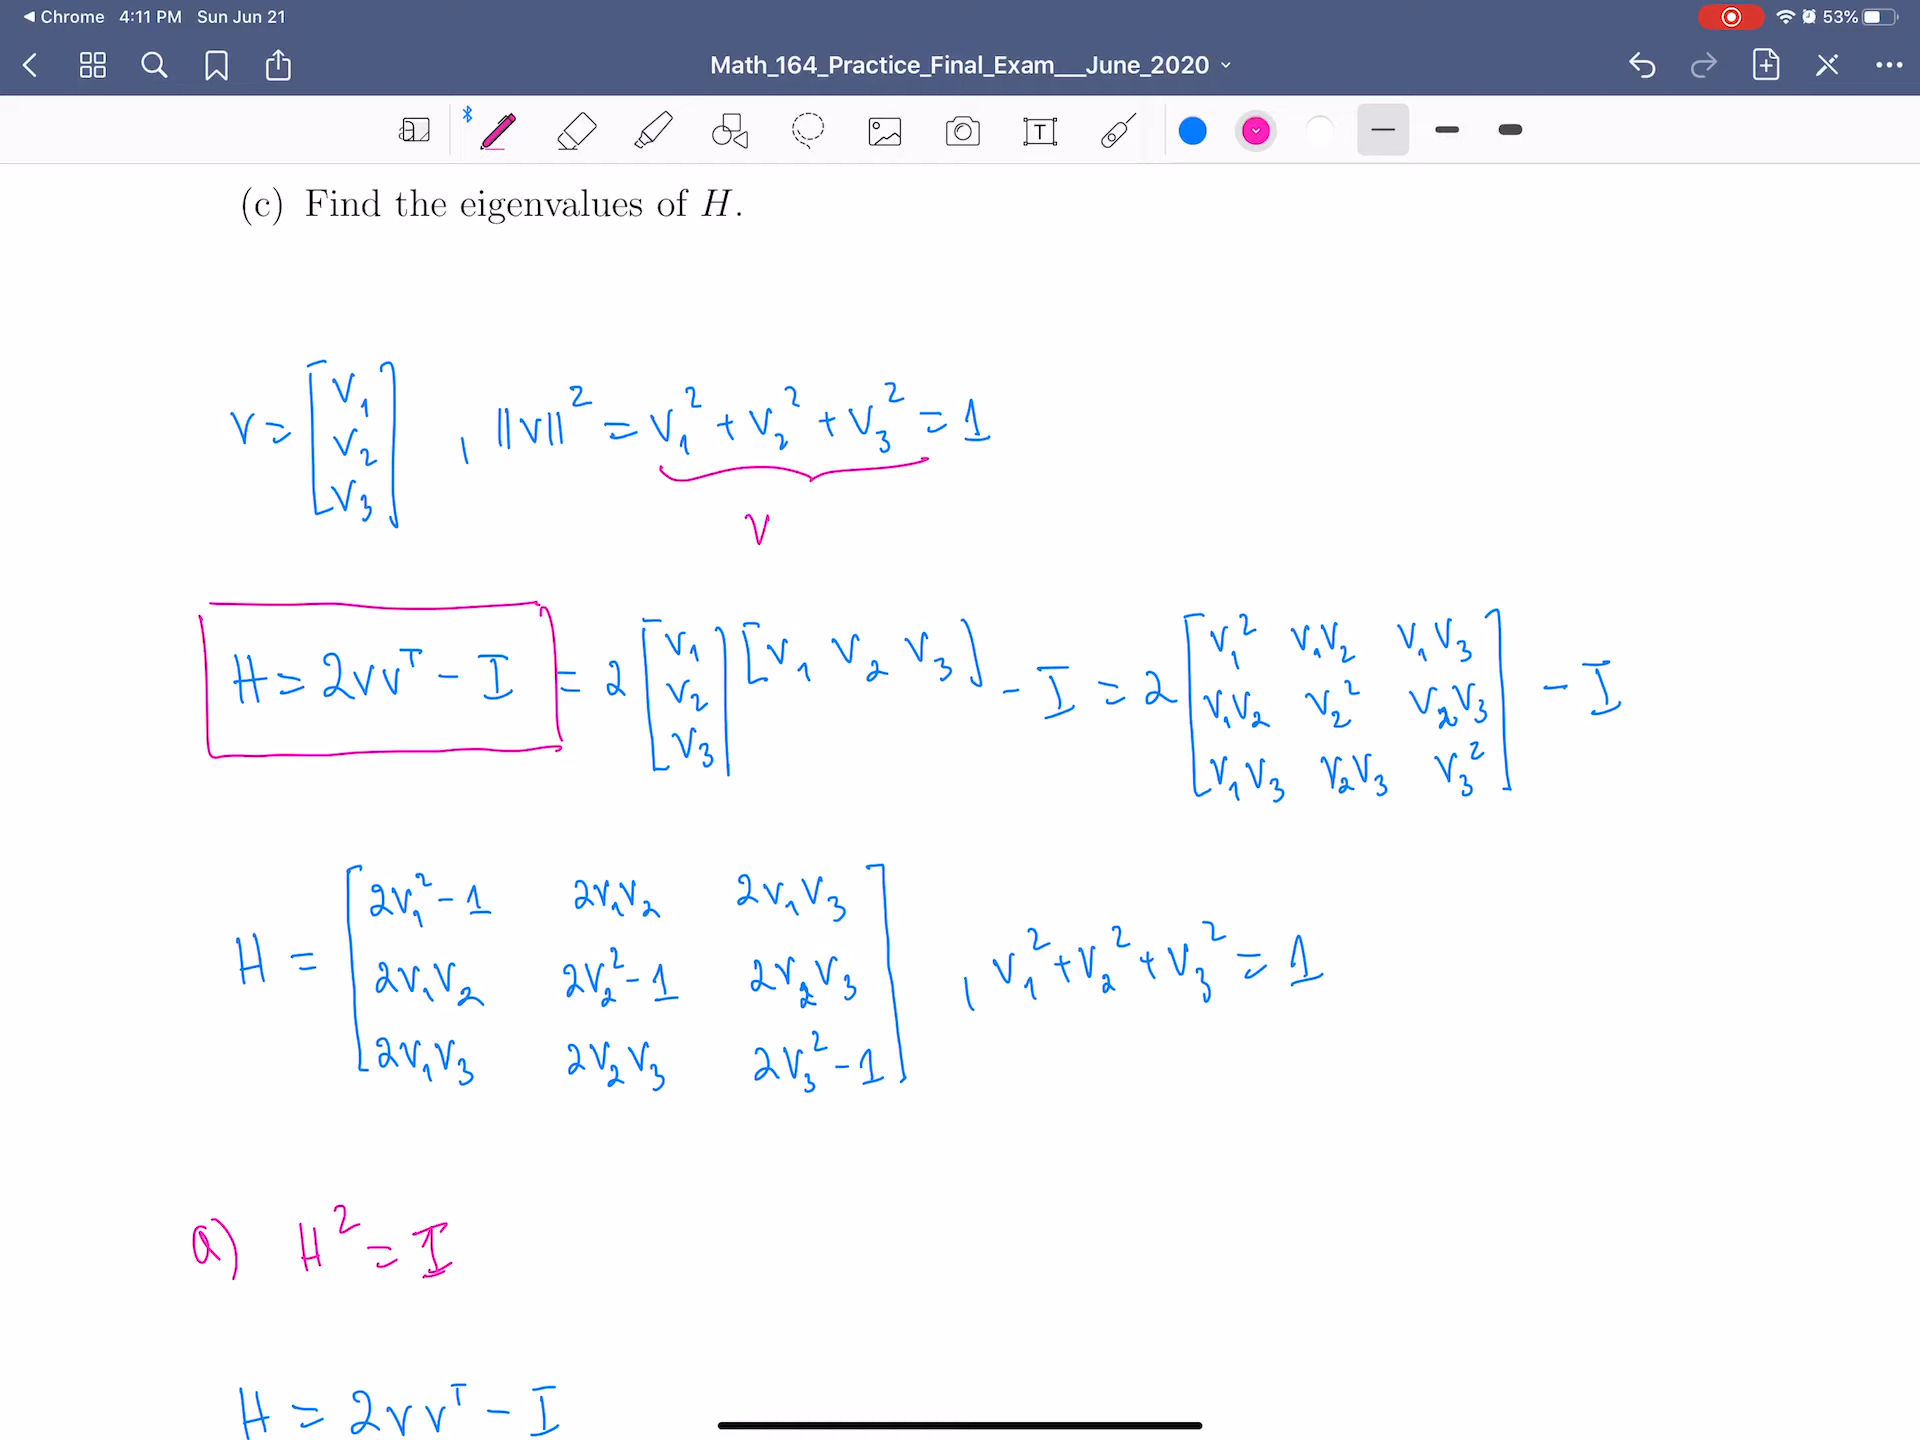 Chrome 4:11 PM Sun Jun 21 53%
Math_164_Practice_Final_Exam___June_2020
(c) Find the eigenvalues of H.
v = [v₁ v₂ v₃] , ||v||² = v₁² + v₂² + v₃² = 1
v
H = 2vvᵀ - I = 2 [v₁ v₂ v₃] [v₁ v₂ v₃] - I = 2 [v₁² v₁v₂ v₁v₃ v₁v₂ v₂² v₂v₃ v₁v₃ v₂v₃ v₃²] - I
H = [2v₁² - 1 2v₁v₂ 2v₁v₃ 2v₁v₂ 2v₂² - 1 2v₂v₃ 2v₁v₃ 2v₂v₃ 2v₃² - 1] , v₁² + v₂² + v₃² = 1
a) H² = I
H = 2vvᵀ - I